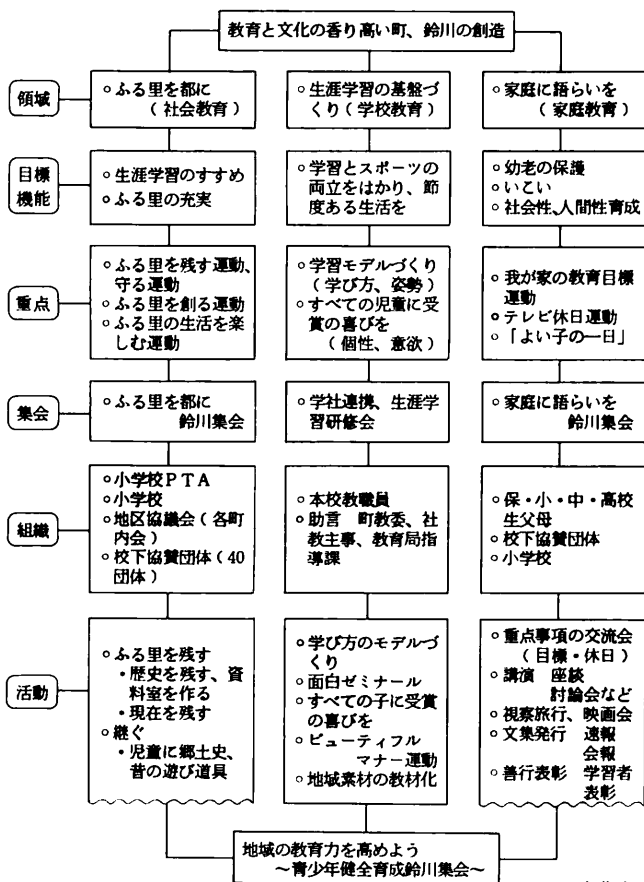 教育と文化の香り高い町、鈴川の創造
領域
○ふる里を都に
(社会教育)
○生涯学習の基盤づ
くり(学校教育)
○家庭に語らいを
(家庭教育)
目標
機能
○生涯学習のすすめ
○ふる里の充実
○学習とスポーツの
両立をはかり、節
度ある生活を
○幼老の保護
○いこい
○社会性、人間性育成
重点
○ふる里を残す運動、
守る運動
○ふる里を創る運動
○ふる里の生活を楽
しむ運動
○学習モデルづくり
(学び方、姿勢)
○すべての児童に受
賞の喜びを
(個性、意欲)
○我が家の教育目標
運動
○テレビ休日運動
○「よい子の一日」
集会
○ふる里を都に
鈴川集会
○学社連携、生涯学
習研修会
○家庭に語らいを
鈴川集会
組織
○小学校PTA
○小学校
○地区協議会(各町
内会)
○校下協賛団体(40
団体)
○本校教職員
○助言 町教委、社
教主事、教育局指
導課
○保・小・中・高校
生父母
○校下協賛団体
○小学校
活動
○ふる里を残す
・歴史を残す、資
料室を作る
・現在を残す
○継ぐ
・児童に郷土史、
昔の遊び道具
○学び方のモデルづ
くり
○面白ゼミナール
○すべての子に受賞
の喜びを
○ビューティフル
マナー運動
○地域素材の教材化
○重点事項の交流会
(目標・休日)
○講演 座談
討論会など
○視察旅行、映画会
○文集発行 速報
会報
○善行表彰 学習者
表彰
地域の教育力を高めよう
~青少年健全育成鈴川集会~